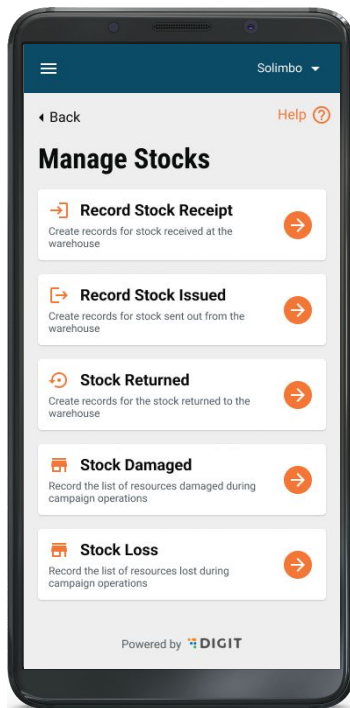 Solimbo
Back
Help
Manage Stocks
Record Stock Receipt
Create records for stock received at the
warehouse
Record Stock Issued
Create records for stock sent out from the
warehouse
Stock Returned
Create records for the stock returned to the
warehouse
Stock Damaged
Record the list of resources damaged during
campaign operations
Stock Loss
Record the list of resources lost during
campaign operations
Powered by DIGIT